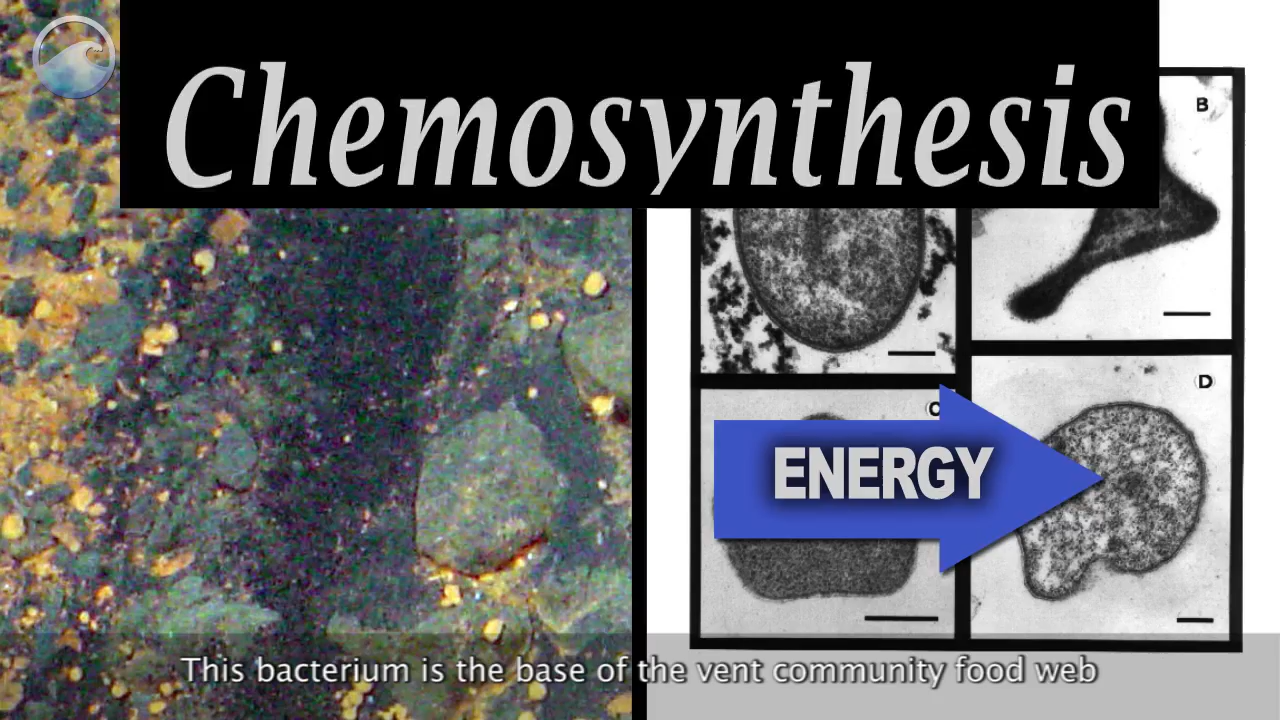 Chemosynthesis
B
C
D
ENERGY
This bacterium is the base of the vent community food web